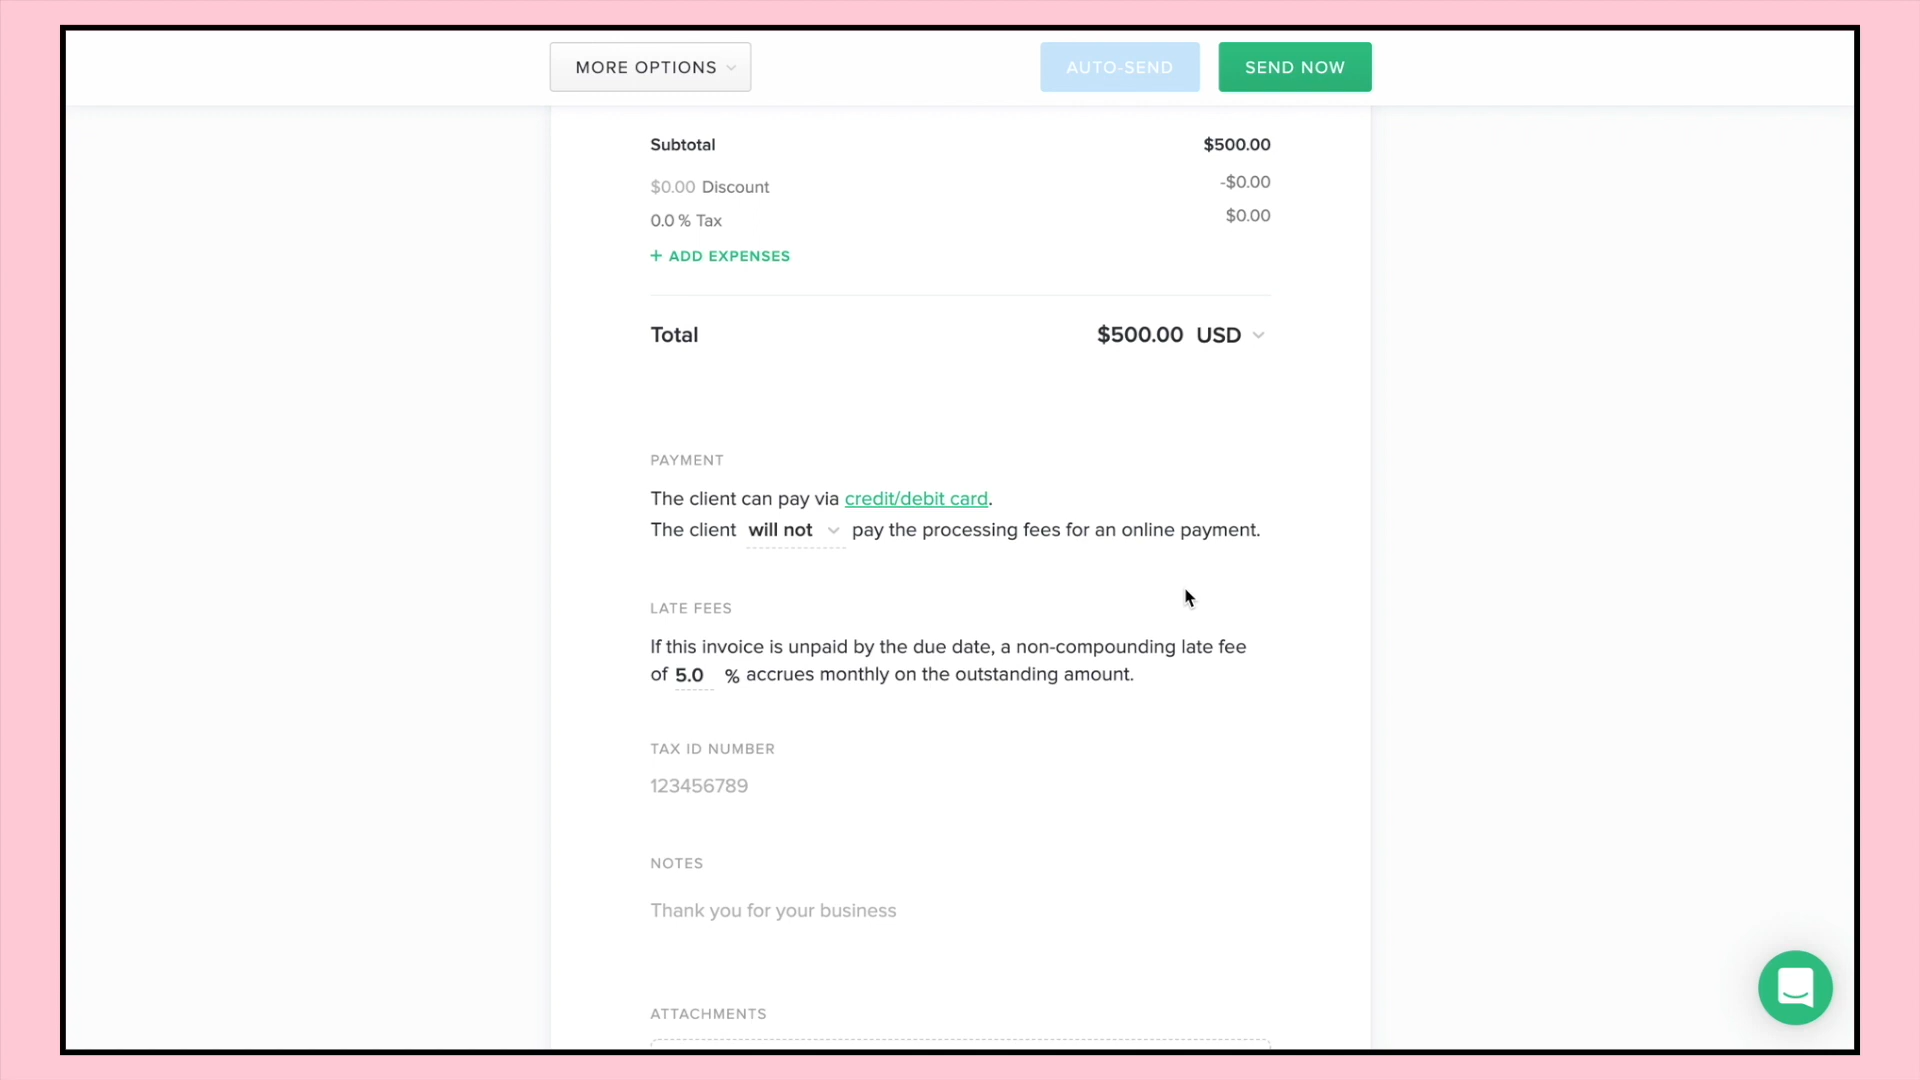 MORE OPTIONS
AUTO-SEND
SEND NOW
Subtotal $500.00
$0.00 Discount -$0.00
0.0 % Tax $0.00
+ ADD EXPENSES
Total $500.00 USD
PAYMENT
The client can pay via credit/debit card.
The client will not pay the processing fees for an online payment.
LATE FEES
If this invoice is unpaid by the due date, a non-compounding late fee
of 5.0 % accrues monthly on the outstanding amount.
TAX ID NUMBER
123456789
NOTES
Thank you for your business
ATTACHMENTS